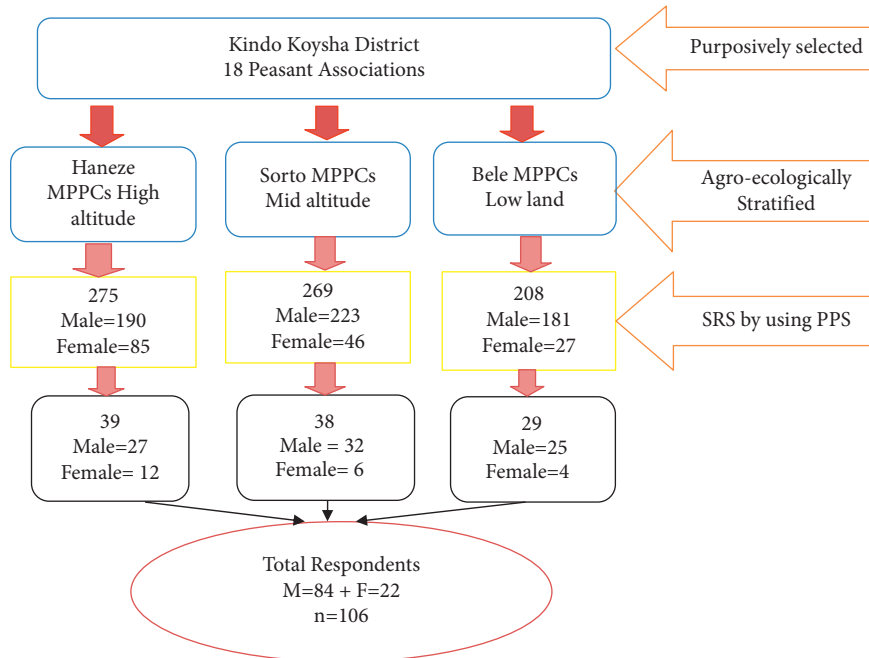 Kindo Koysha District
18 Peasant Associations
Purposively selected
Haneze
MPPCs High
altitude
Sorto MPPCs
Mid altitude
Bele MPPCs
Low land
Agro-ecologically
Stratified
275
Male=190
Female=85
269
Male=223
Female=46
208
Male=181
Female=27
SRS by using PPS
39
Male=27
Female= 12
38
Male = 32
Female= 6
29
Male=25
Female=4
Total Respondents
M=84 + F=22
n=106